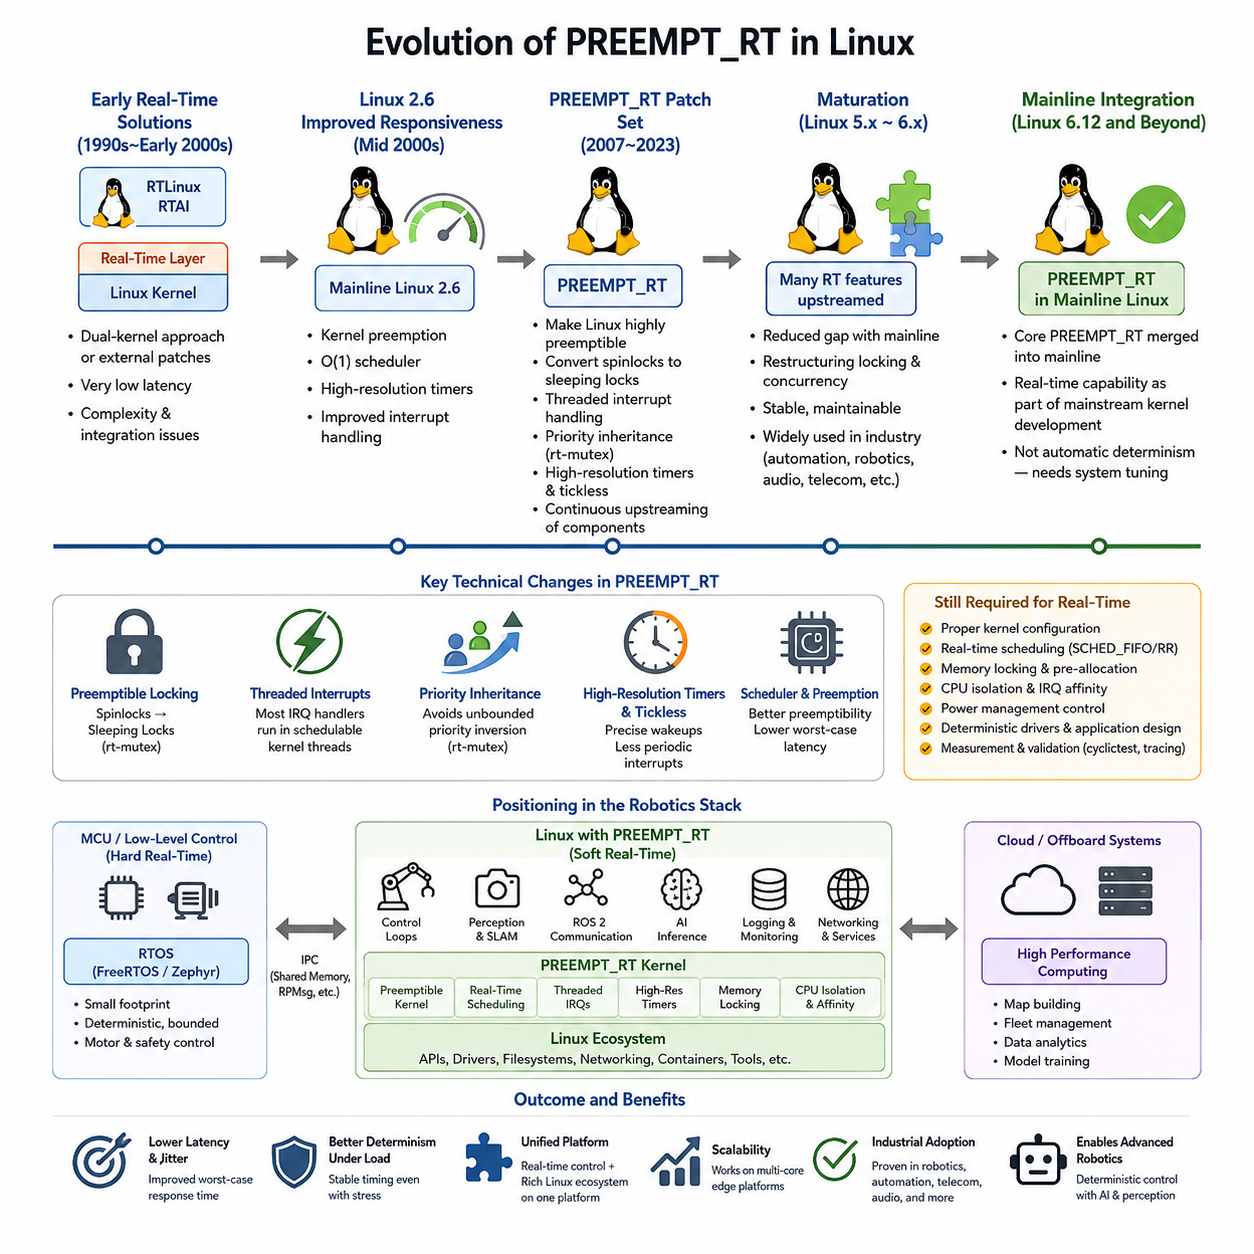 Evolution of PREEMPT_RT in Linux
Early Real-Time
Solutions
(1990s~Early 2000s)
RTLinux
RTAI
Real-Time Layer
Linux Kernel
• Dual-kernel approach
or external patches
• Very low latency
• Complexity &
integration issues
Linux 2.6
Improved Responsiveness
(Mid 2000s)
Mainline Linux 2.6
• Kernel preemption
• O(1) scheduler
• High-resolution timers
• Improved interrupt
handling
PREEMPT_RT Patch
Set
(2007~2023)
PREEMPT_RT
• Make Linux highly
preemptible
• Convert spinlocks to
sleeping locks
• Threaded interrupt
handling
• Priority inheritance
(rt-mutex)
• High-resolution timers
& tickless
• Continuous upstreaming
of components
Maturation
(Linux 5.x ~ 6.x)
Many RT features
upstreamed
• Reduced gap with mainline
• Restructuring locking &
concurrency
• Stable, maintainable
• Widely used in industry
(automation, robotics,
audio, telecom, etc.)
Mainline Integration
(Linux 6.12 and Beyond)
PREEMPT_RT
in Mainline Linux
• Core PREEMPT_RT merged
into mainline
• Real-time capability as
part of mainstream kernel
development
• Not automatic determinism
— needs system tuning
Key Technical Changes in PREEMPT_RT
Preemptible Locking
Spinlocks →
Sleeping Locks
(rt-mutex)
Threaded Interrupts
Most IRQ handlers
run in schedulable
kernel threads
Priority Inheritance
Avoids unbounded
priority inversion
(rt-mutex)
High-Resolution Timers
& Tickless
Precise wakeups
Less periodic
interrupts
Scheduler & Preemption
Better preemptibility
Lower worst-case
latency
Still Required for Real-Time
Proper kernel configuration
Real-time scheduling (SCHED_FIFO/RR)
Memory locking & pre-allocation
CPU isolation & IRQ affinity
Power management control
Deterministic drivers & application design
Measurement & validation (cyclictest, tracing)
Positioning in the Robotics Stack
MCU / Low-Level Control
(Hard Real-Time)
RTOS
(FreeRTOS / Zephyr)
• Small footprint
• Deterministic, bounded
• Motor & safety control
IPC
(Shared Memory,
RPMsg, etc.)
Linux with PREEMPT_RT
(Soft Real-Time)
Control
Loops
Perception
& SLAM
ROS 2
Communication
AI
Inference
Logging &
Monitoring
Networking
& Services
PREEMPT_RT Kernel
Preemptible
Kernel
Real-Time
Scheduling
Threaded
IRQs
High-Res
Timers
Memory
Locking
CPU Isolation
& Affinity
Linux Ecosystem
APIs, Drivers, Filesystems, Networking, Containers, Tools, etc.
Cloud / Offboard Systems
High Performance
Computing
• Map building
• Fleet management
• Data analytics
• Model training
Outcome and Benefits
Lower Latency
& Jitter
Improved worst-case
response time
Better Determinism
Under Load
Stable timing even
with stress
Unified Platform
Real-time control +
Rich Linux ecosystem
on one platform
Scalability
Works on multi-core
edge platforms
Industrial Adoption
Proven in robotics,
automation, telecom,
audio, and more
Enables Advanced
Robotics
Deterministic control
with AI & perception